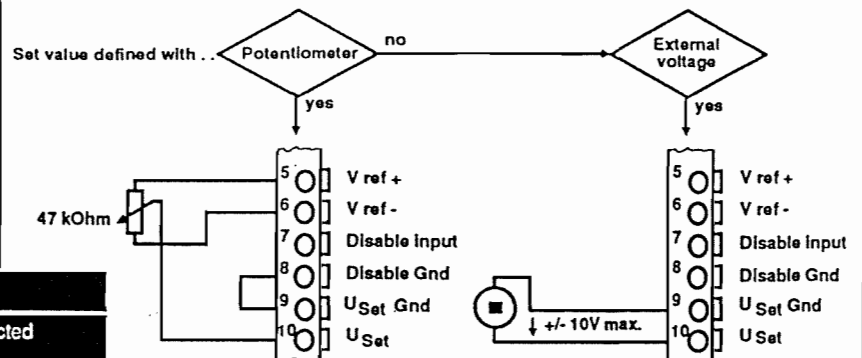 Set value defined with . .
Potentiometer
no
External
voltage
yes
yes
5 V ref +
6 V ref -
7 Disable input
8 Disable Gnd
9 U Set Gnd
10 U Set
47 kOhm
5 V ref +
6 V ref -
7 Disable input
8 Disable Gnd
9 U Set Gnd
10 U Set
+/- 10V max.
cted